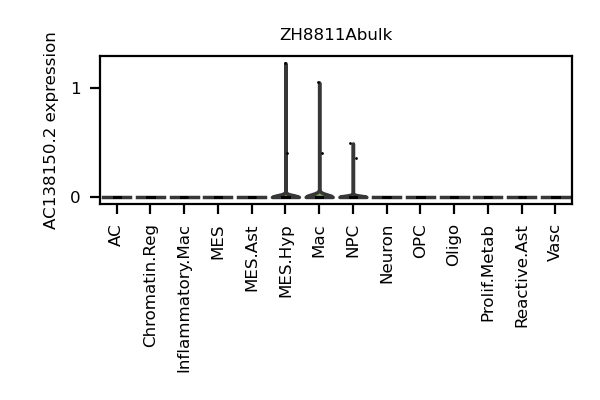 ZH8811Abulk
AC138150.2 expression
1
0
AC
Chromatin.Reg
Inflammatory.Mac
MES
MES.Ast
MES.Hyp
Mac
NPC
Neuron
OPC
Oligo
Prolif.Metab
Reactive.Ast
Vasc